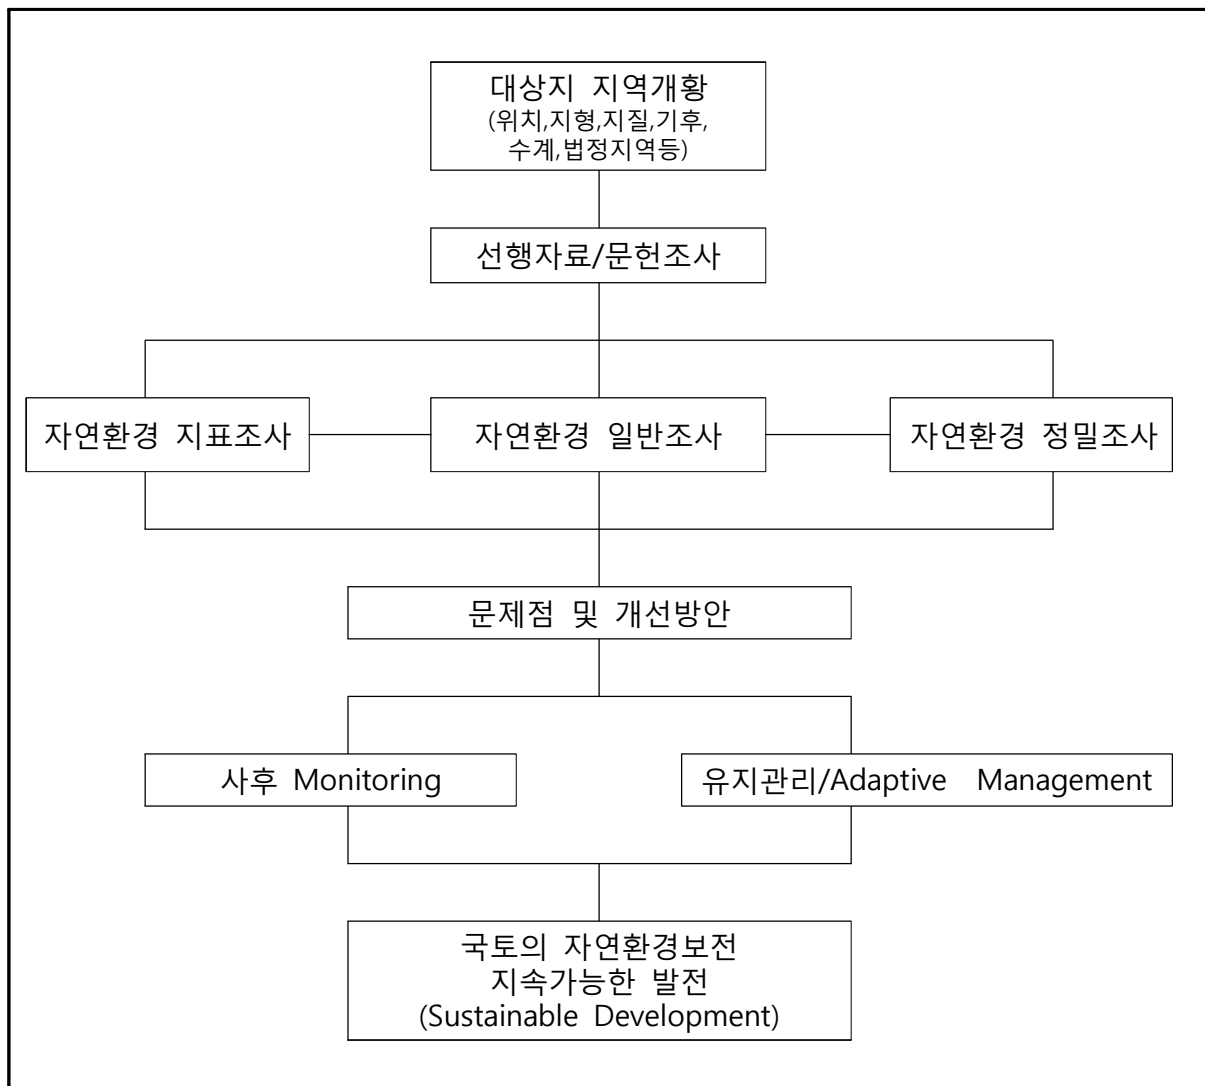 대상지 지역개황
(위치,지형,지질,기후,
수계,법정지역등)
선행자료/문헌조사
자연환경 지표조사
자연환경 일반조사
자연환경 정밀조사
문제점 및 개선방안
사후 Monitoring
유지관리/Adaptive Management
국토의 자연환경보전
지속가능한 발전
(Sustainable Development)